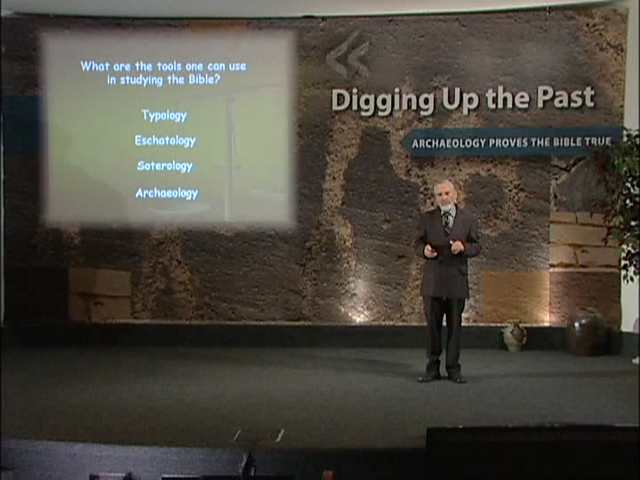 What are the tools one can use
in studying the Bible?
Typology
Eschatology
Soterology
Archaeology
Digging Up the Past
ARCHAEOLOGY PROVES THE BIBLE TRUE